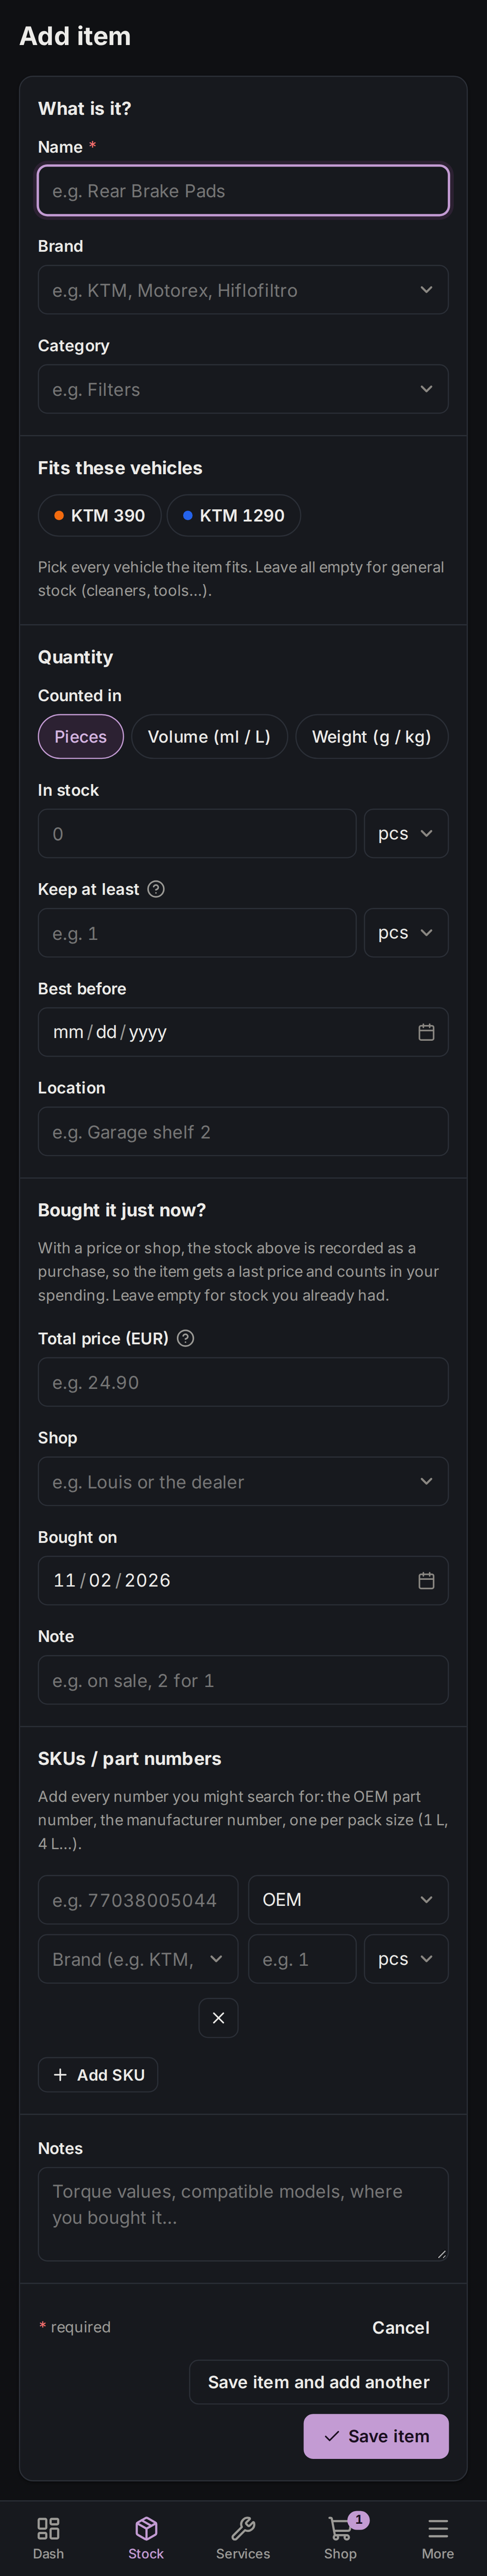 Add item
What is it?
Name *
e.g. Rear Brake Pads
Brand
e.g. KTM, Motorex, Hiflofiltro
Category
e.g. Filters
Fits these vehicles
KTM 390
KTM 1290
Pick every vehicle the item fits. Leave all empty for general
stock (cleaners, tools...).
Quantity
Counted in
Pieces
Volume (ml / L)
Weight (g / kg)
In stock
0
pcs
Keep at least
e.g. 1
pcs
Best before
mm/dd/yyyy
Location
e.g. Garage shelf 2
Bought it just now?
With a price or shop, the stock above is recorded as a
purchase, so the item gets a last price and counts in your
spending. Leave empty for stock you already had.
Total price (EUR)
e.g. 24.90
Shop
e.g. Louis or the dealer
Bought on
11/02/2026
Note
e.g. on sale, 2 for 1
SKUs / part numbers
Add every number you might search for: the OEM part
number, the manufacturer number, one per pack size (1 L,
4 L...).
e.g. 77038005044
OEM
Brand (e.g. KTM,
e.g. 1
pcs
Add SKU
Notes
Torque values, compatible models, where
you bought it...
* required
Cancel
Save item and add another
Save item
1
Dash
Stock
Services
Shop
More